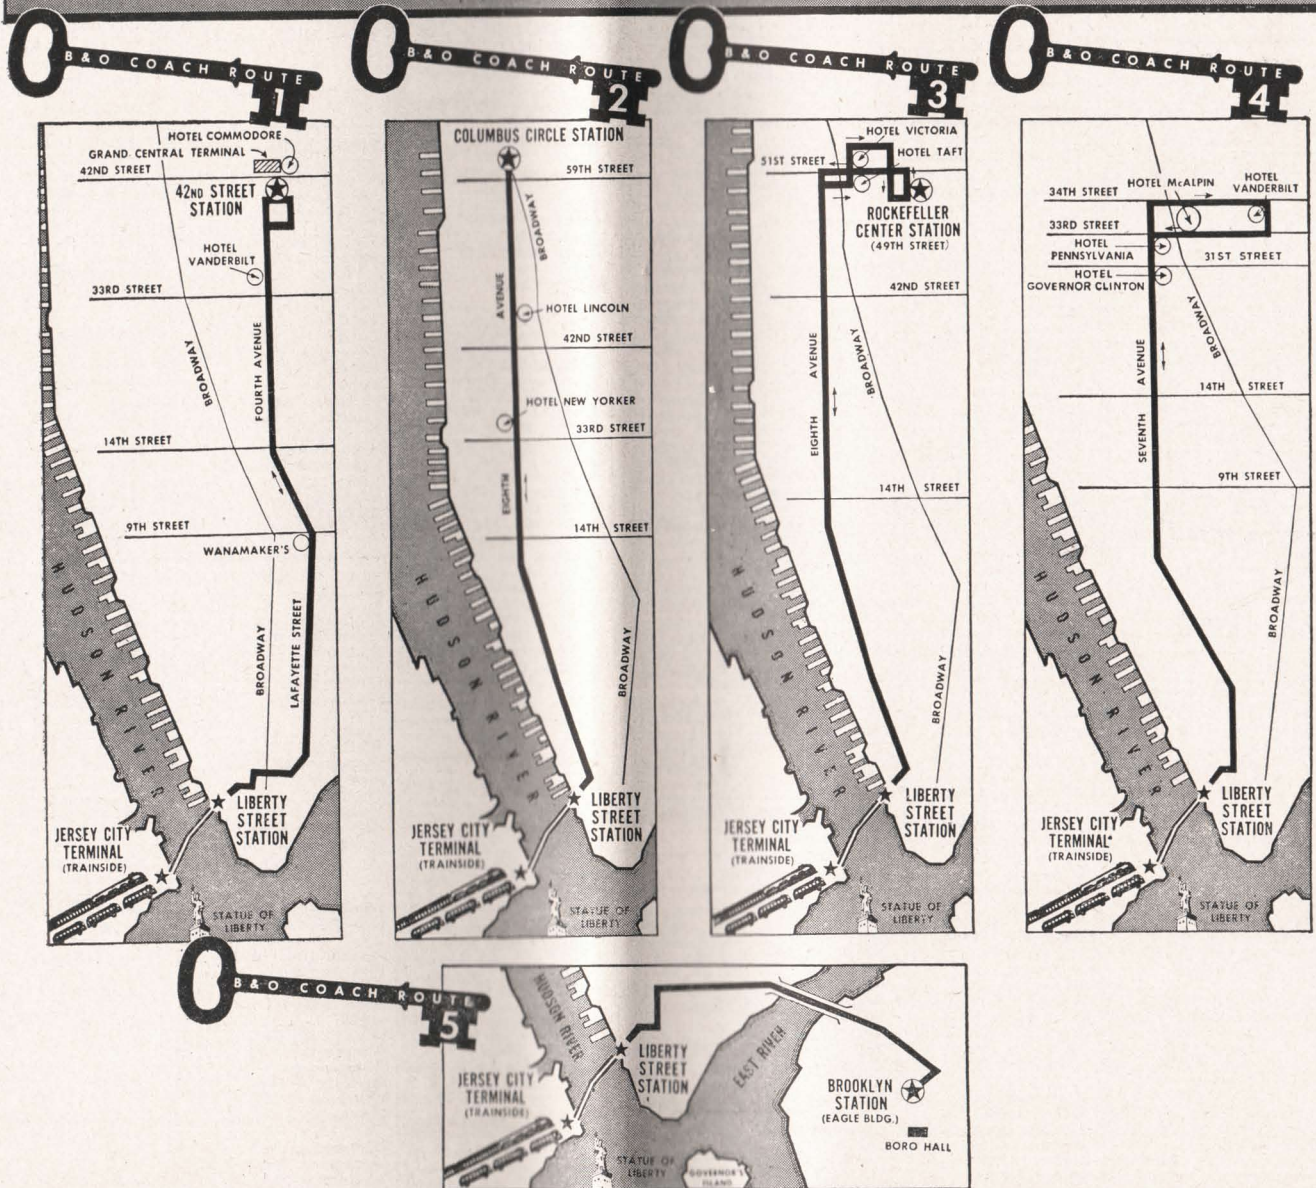 B & O COACH ROUTE
1
HOTEL COMMODORE
GRAND CENTRAL TERMINAL
42ND STREET
42ND STREET
STATION
HOTEL
VANDERBILT
33RD STREET
BROADWAY
FOURTH AVENUE
14TH STREET
9TH STREET
WANAMAKER'S
HUDSON RIVER
BROADWAY
LAFAYETTE STREET
LIBERTY
STREET
STATION
JERSEY CITY
TERMINAL
(TRAINSIDE)
STATUE OF
LIBERTY
B & O COACH ROUTE
2
COLUMBUS CIRCLE STATION
59TH STREET
BROADWAY
AVENUE
HOTEL LINCOLN
42ND STREET
HOTEL NEW YORKER
33RD STREET
EIGHTH
14TH STREET
HUDSON RIVER
BROADWAY
LIBERTY
STREET
STATION
JERSEY CITY
TERMINAL
(TRAINSIDE)
STATUE OF
LIBERTY
B & O COACH ROUTE
3
HOTEL VICTORIA
51ST STREET
HOTEL TAFT
ROCKEFELLER
CENTER STATION
(49TH STREET)
42ND STREET
AVENUE
BROADWAY
EIGHTH
14TH STREET
HUDSON RIVER
BROADWAY
LIBERTY
STREET
STATION
JERSEY CITY
TERMINAL
(TRAINSIDE)
STATUE OF
LIBERTY
B & O COACH ROUTE
4
34TH STREET
HOTEL McALPIN
HOTEL
VANDERBILT
33RD STREET
HOTEL
PENNSYLVANIA
31ST STREET
HOTEL
GOVERNOR CLINTON
BROADWAY
AVENUE
14TH STREET
SEVENTH
9TH STREET
HUDSON RIVER
BROADWAY
LIBERTY
STREET
STATION
JERSEY CITY
TERMINAL
(TRAINSIDE)
STATUE OF
LIBERTY
B & O COACH ROUTE
5
HUDSON RIVER
LIBERTY
STREET
STATION
EAST RIVER
JERSEY CITY
TERMINAL
(TRAINSIDE)
BROOKLYN
STATION
(EAGLE BLDG.)
BORO HALL
STATUE OF
LIBERTY
GOVERNOR'S
ISLAND